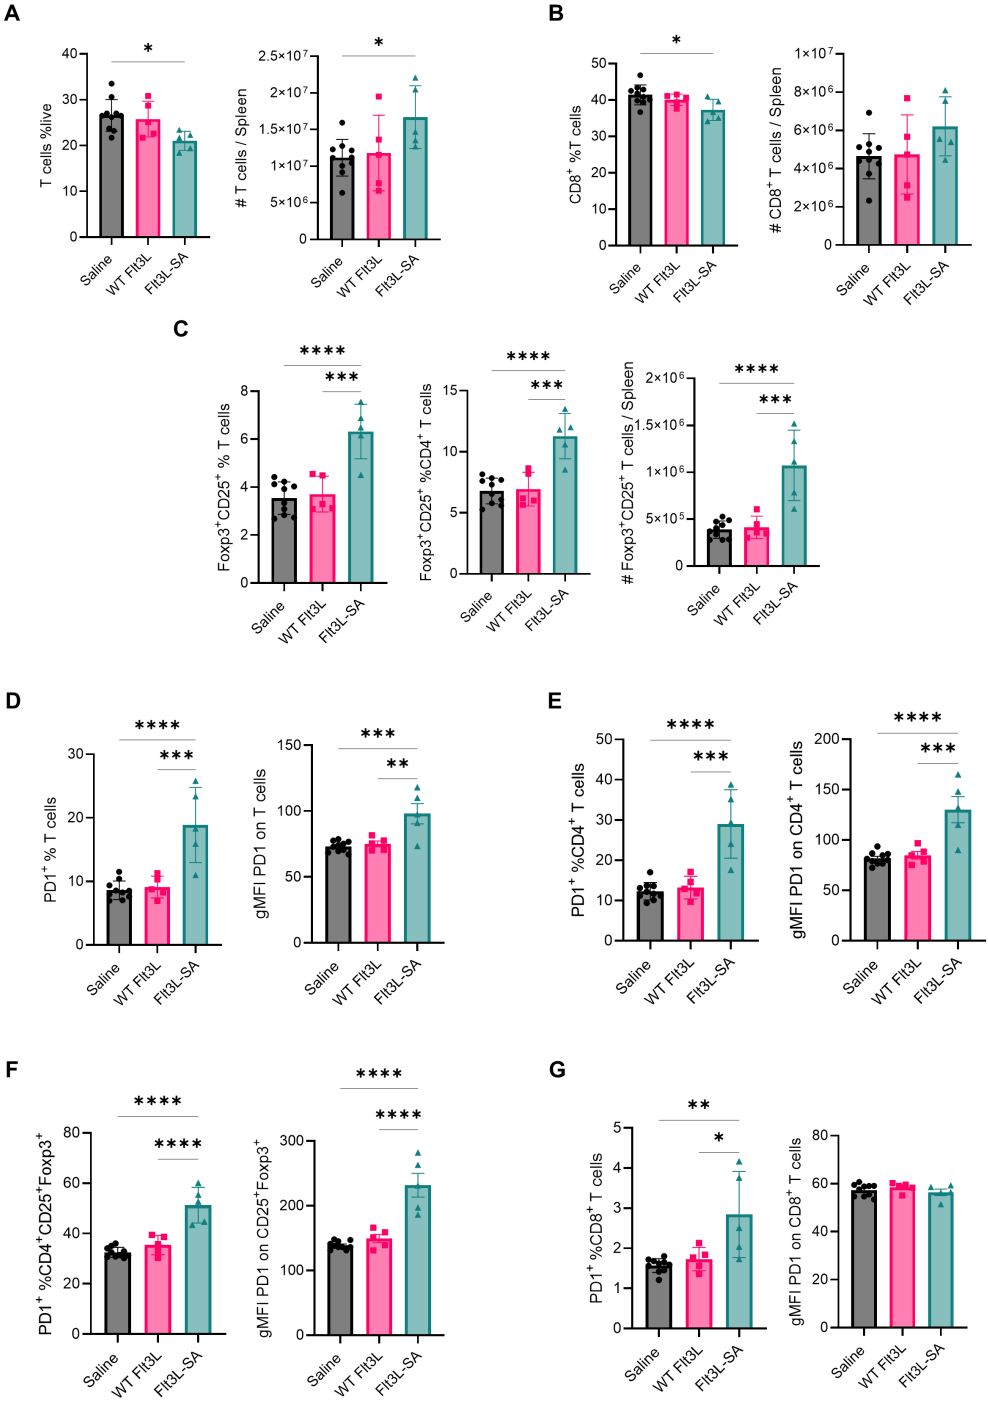 A
*
T cells %live
40
30
20
10
0
Saline
WT Flt3L
Flt3L-SA
*
# T cells / Spleen
2.5×10⁷
2×10⁷
1.5×10⁷
1×10⁷
5×10⁶
0
Saline
WT Flt3L
Flt3L-SA
B
*
CD8⁺ %T cells
50
40
30
20
10
0
Saline
WT Flt3L
Flt3L-SA
# CD8⁺ T cells / Spleen
1×10⁷
8×10⁶
6×10⁶
4×10⁶
2×10⁶
0
Saline
WT Flt3L
Flt3L-SA
C
****
***
Foxp3⁺CD25⁺ % T cells
8
6
4
2
0
Saline
WT Flt3L
Flt3L-SA
****
***
Foxp3⁺CD25⁺ %CD4⁺ T cells
15
10
5
0
Saline
WT Flt3L
Flt3L-SA
****
***
# Foxp3⁺CD25⁺ T cells / Spleen
2×10⁶
1.5×10⁶
1×10⁶
5×10⁵
0
Saline
WT Flt3L
Flt3L-SA
D
****
***
PD1⁺ % T cells
30
20
10
0
Saline
WT Flt3L
Flt3L-SA
***
**
gMFI PD1 on T cells
150
100
50
0
Saline
WT Flt3L
Flt3L-SA
E
****
***
PD1⁺ %CD4⁺ T cells
50
40
30
20
10
0
Saline
WT Flt3L
Flt3L-SA
****
***
gMFI PD1 on CD4⁺ T cells
200
150
100
50
0
Saline
WT Flt3L
Flt3L-SA
F
****
****
PD1⁺ %CD4⁺CD25⁺Foxp3⁺
80
60
40
20
0
Saline
WT Flt3L
Flt3L-SA
****
****
gMFI PD1 on CD25⁺Foxp3⁺
300
200
100
0
Saline
WT Flt3L
Flt3L-SA
G
**
*
PD1⁺ %CD8⁺ T cells
5
4
3
2
1
0
Saline
WT Flt3L
Flt3L-SA
gMFI PD1 on CD8⁺ T cells
80
60
40
20
0
Saline
WT Flt3L
Flt3L-SA